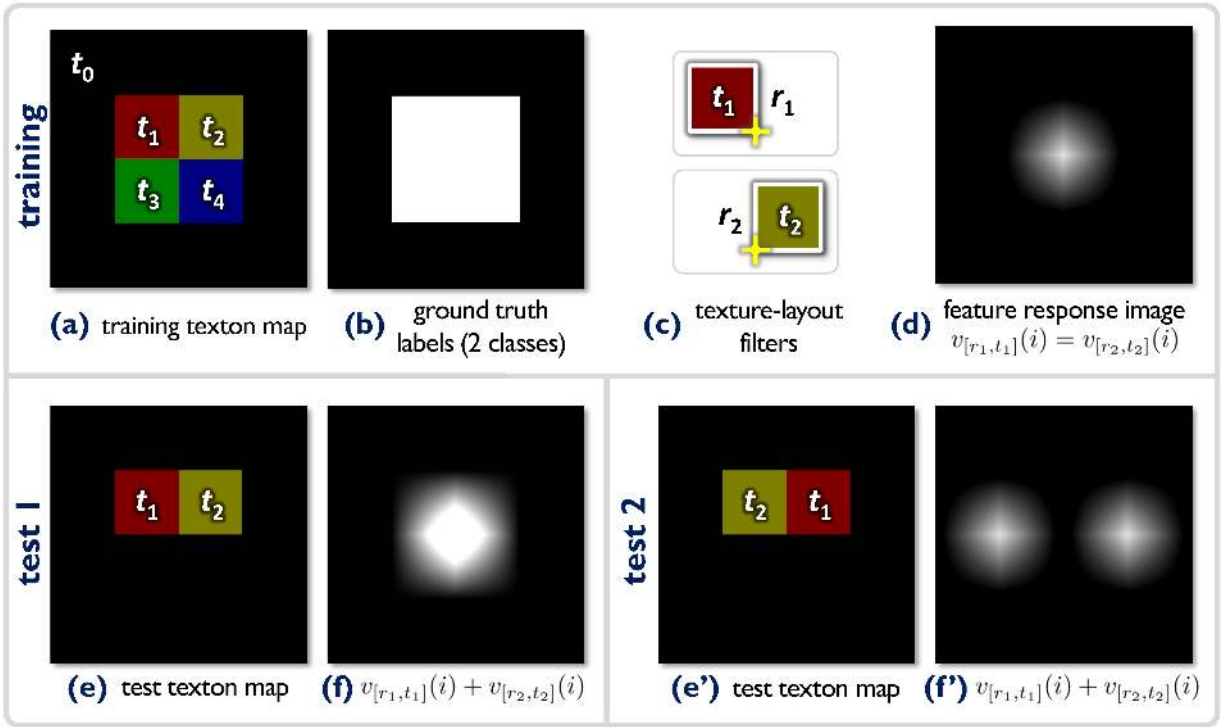 training
t0
t1 t2
t3 t4
t1 r1
r2 t2
(a) training texton map
(b) ground truth
labels (2 classes)
(c) texture-layout
filters
(d) feature response image
v[r1,t1](i) = v[r2,t2](i)
test 1
t1 t2
(e) test texton map
(f) v[r1,t1](i) + v[r2,t2](i)
test 2
t2 t1
(e') test texton map
(f') v[r1,t1](i) + v[r2,t2](i)